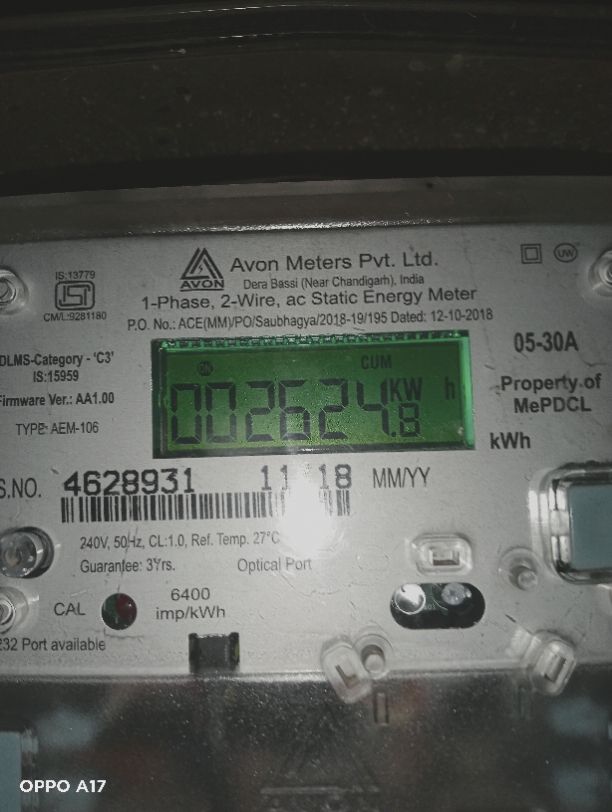 IS:13779
CM/L:9281180
AVON
Avon Meters Pvt. Ltd.
Dera Bassi (Near Chandigarh), India
UW
1-Phase, 2-Wire, ac Static Energy Meter
P.O. No.: ACE(MM)/PO/Saubhagya/2018-19/195 Dated: 12-10-2018
DLMS-Category - 'C3'
IS:15959
Firmware Ver.: AA1.00
TYPE- AEM-106
CUM
KW h
002624.8
05-30A
Property of
MePDCL
kWh
S.NO. 4628931 11 18 MM/YY
240V, 50Hz, CL:1.0, Ref. Temp. 27°C
Guarantee: 3Yrs. Optical Port
CAL
6400
imp/kWh
232 Port available
OPPO A17